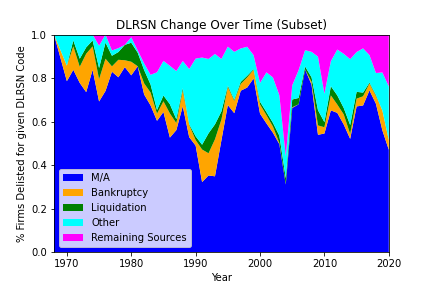 DLRSN Change Over Time (Subset)
% Firms Delisted for given DLRSN Code
1.0
0.8
0.6
0.4
0.2
0.0
M/A
Bankruptcy
Liquidation
Other
Remaining Sources
1970 1980 1990 2000 2010 2020
Year